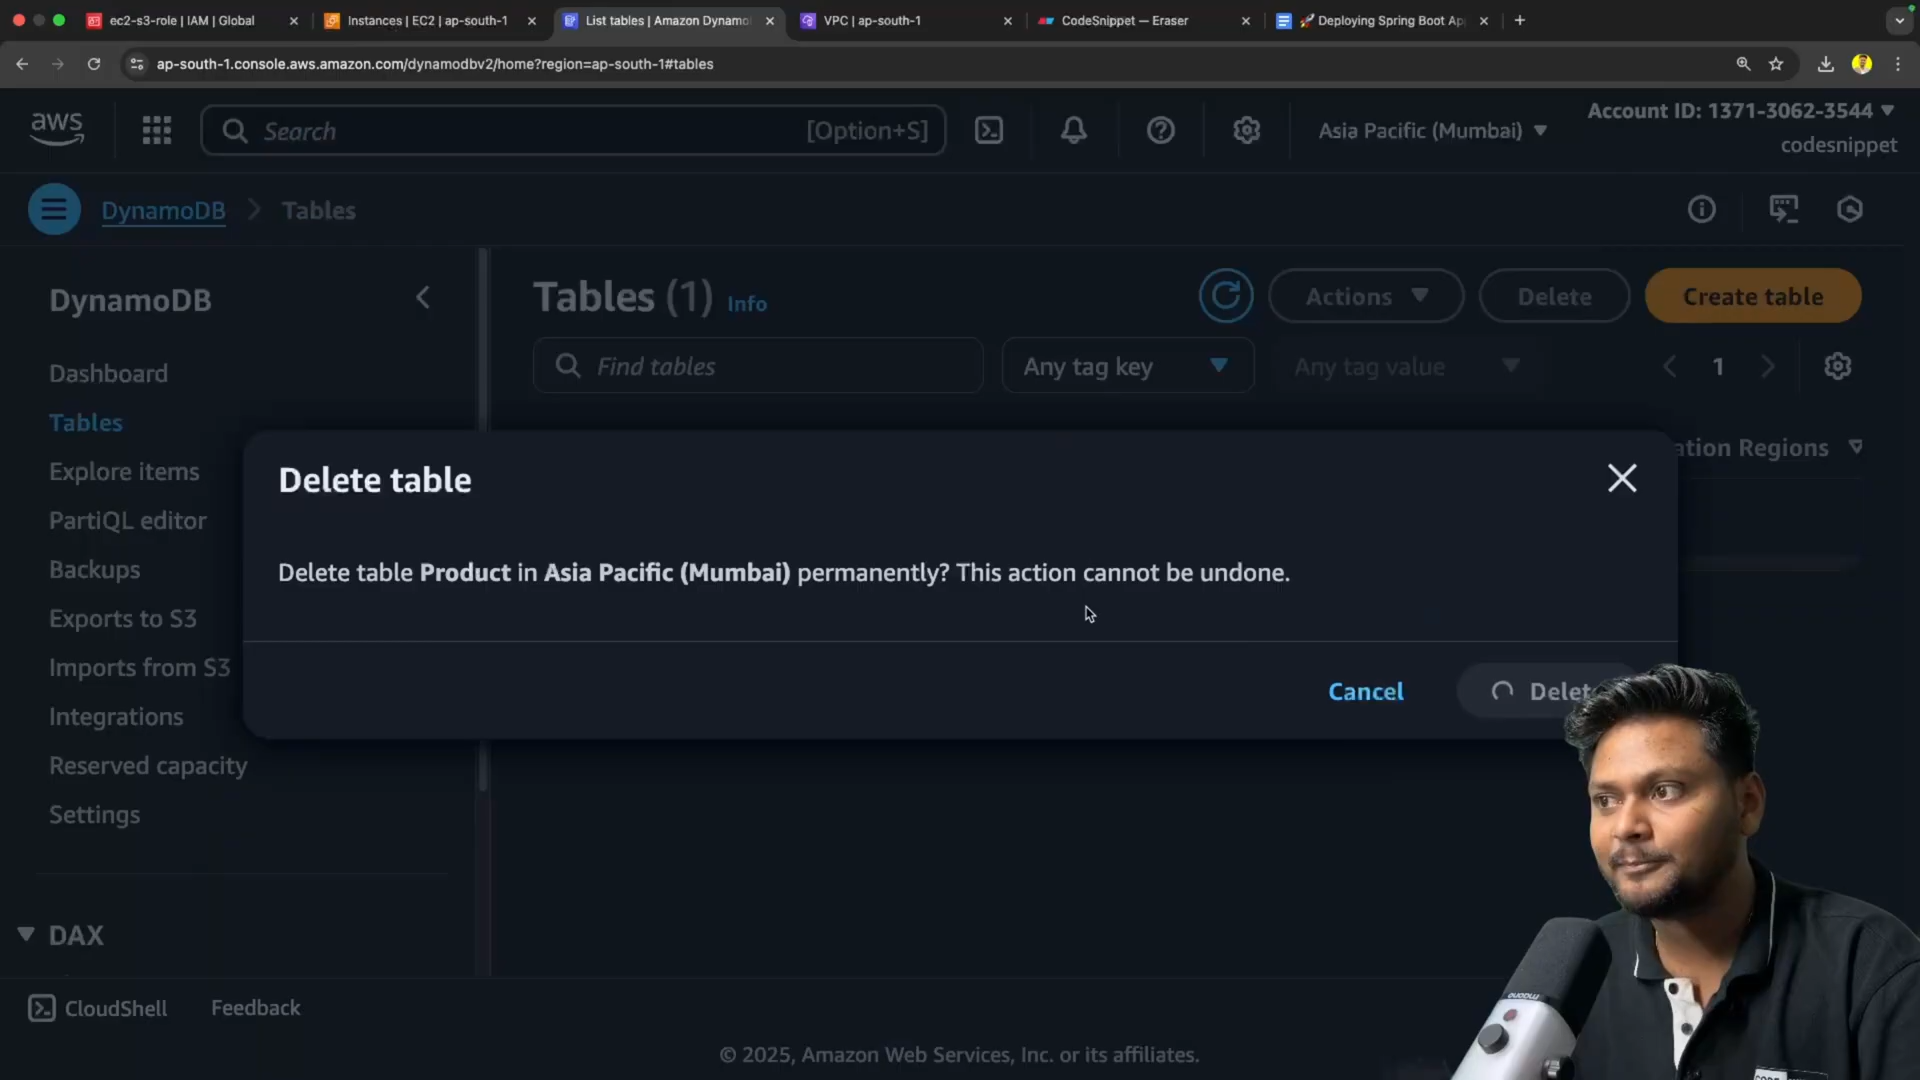 ec2-s3-role | IAM | Global
Instances | EC2 | ap-south-1
List tables | Amazon Dynamo
VPC | ap-south-1
CodeSnippet — Eraser
🚀 Deploying Spring Boot Ap
ap-south-1.console.aws.amazon.com/dynamodbv2/home?region=ap-south-1#tables
aws
Search
[Option+S]
Asia Pacific (Mumbai)
Account ID: 1371-3062-3544
codesnippet
DynamoDB
Tables
DynamoDB
Dashboard
Tables
Explore items
PartiQL editor
Backups
Exports to S3
Imports from S3
Integrations
Reserved capacity
Settings
DAX
Tables (1) Info
Actions
Delete
Create table
Find tables
Any tag key
Any tag value
1
ation Regions
Delete table
Delete table Product in Asia Pacific (Mumbai) permanently? This action cannot be undone.
Cancel
Delet
CloudShell
Feedback
© 2025, Amazon Web Services, Inc. or its affiliates.